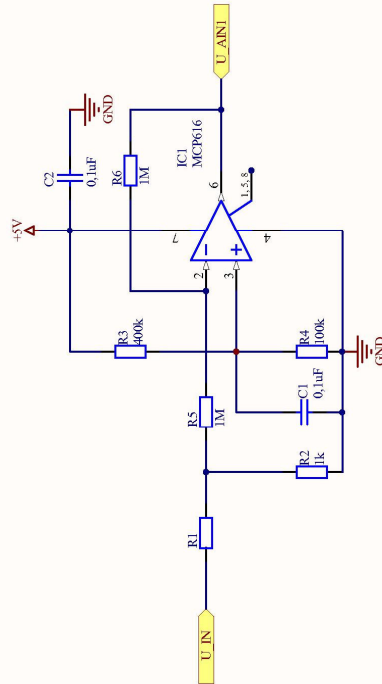 U_AIN1
GND
C2
0,1uF
+5V
R6
1M
IC1
MCP616
6
1, 5, 8
7
4
2
3
R3
400k
R4
100k
GND
C1
0,1uF
R5
1M
R2
1k
R1
U_IN